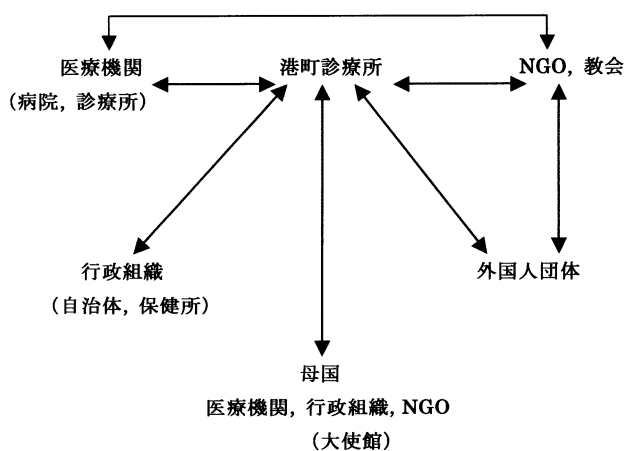 医療機関
（病院, 診療所）
港町診療所
NGO, 教会
行政組織
（自治体, 保健所）
外国人団体
母国
医療機関, 行政組織, NGO
（大使館）